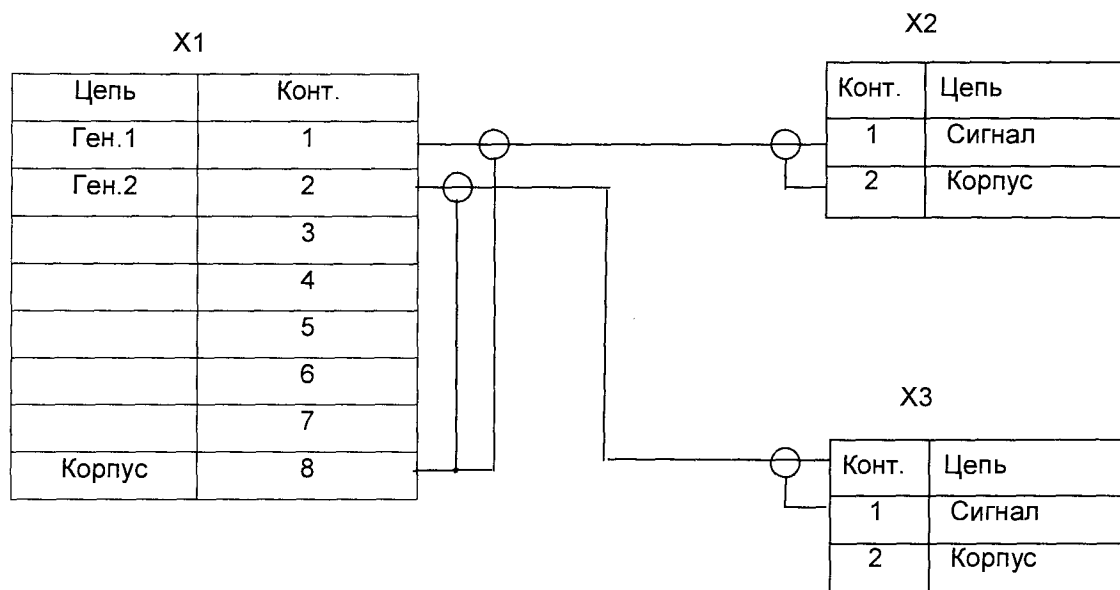 X1
Цепь Конт.
Ген.1 1
Ген.2 2
3
4
5
6
7
Корпус 8
X2
Конт. Цепь
1 Сигнал
2 Корпус
X3
Конт. Цепь
1 Сигнал
2 Корпус